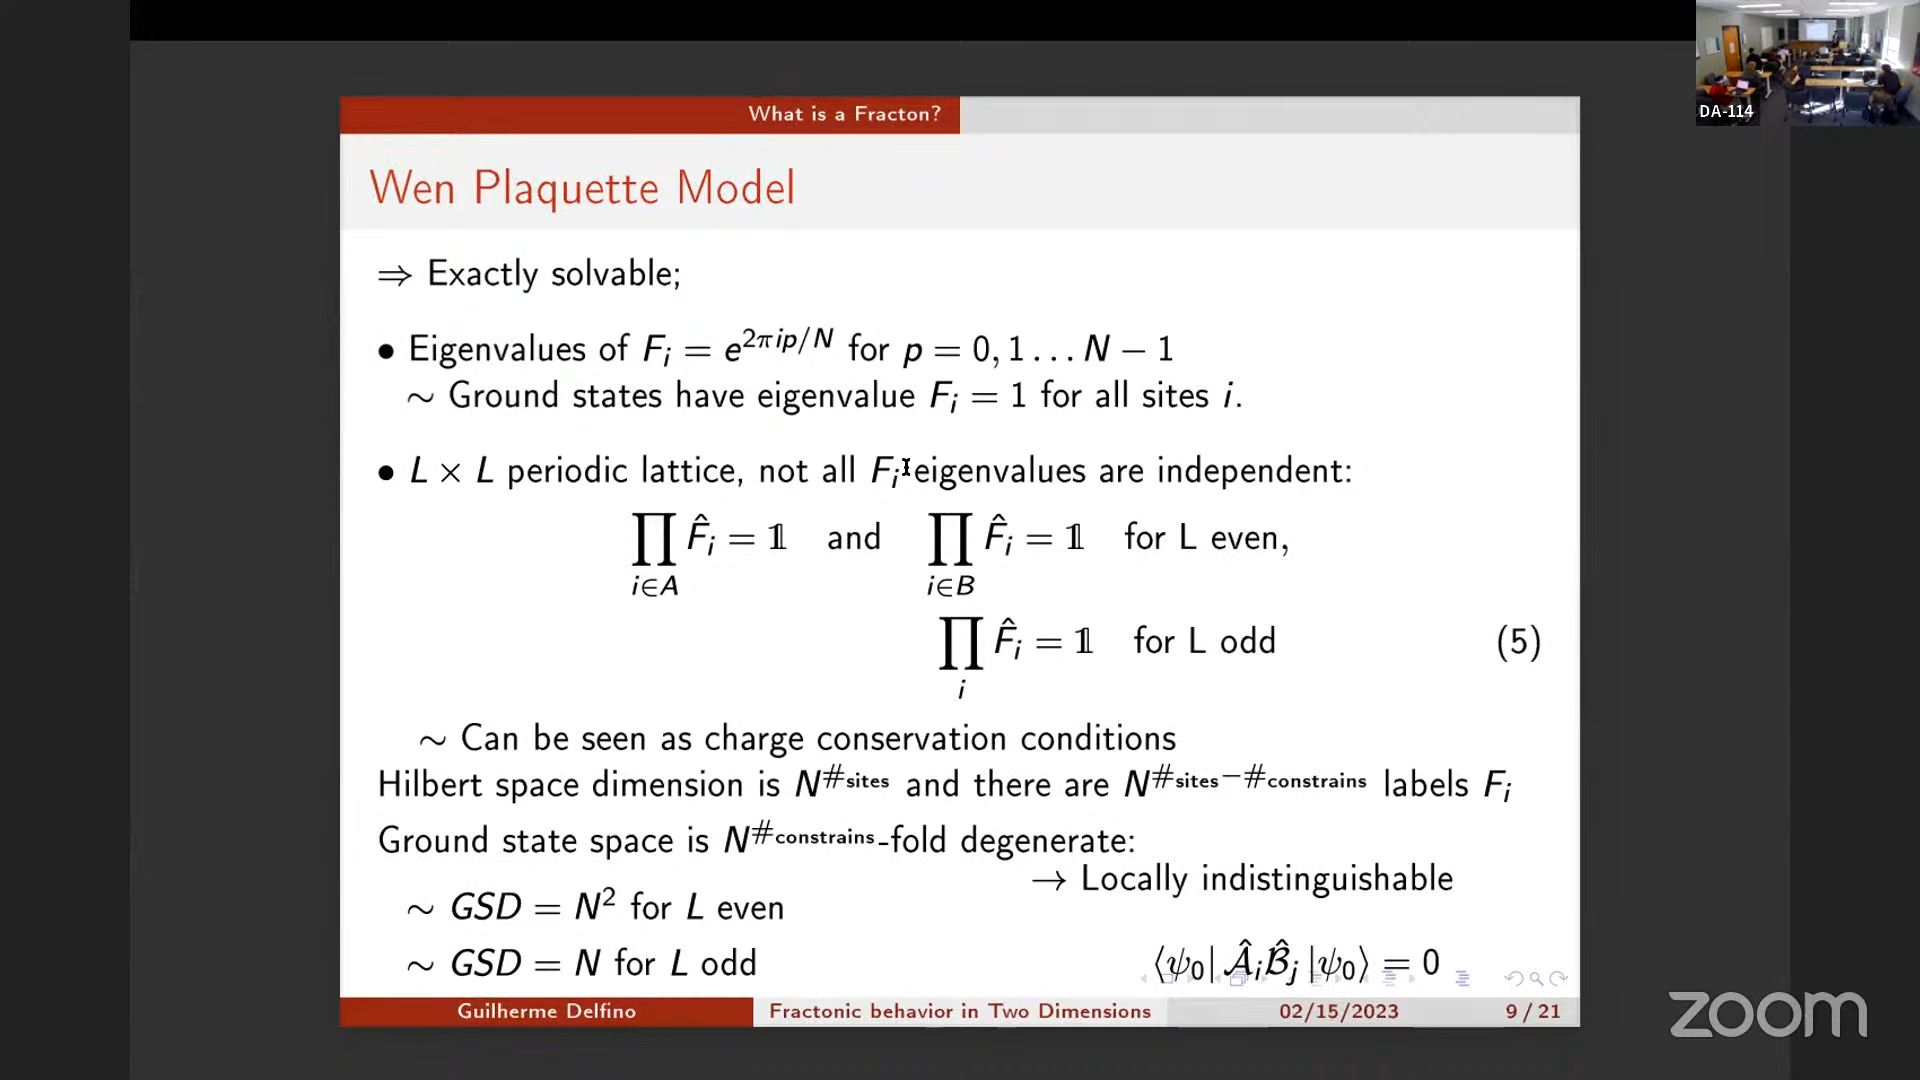 DA-114
What is a Fracton?
Wen Plaquette Model
⇒ Exactly solvable;
• Eigenvalues of F_i = e^{2πip/N} for p = 0, 1 … N − 1
∼ Ground states have eigenvalue F_i = 1 for all sites i.
• L × L periodic lattice, not all F_i eigenvalues are independent:
∏_{i∈A} F̂_i = 𝟙 and ∏_{i∈B} F̂_i = 𝟙 for L even,
∏_i F̂_i = 𝟙 for L odd (5)
∼ Can be seen as charge conservation conditions
Hilbert space dimension is N^{#sites} and there are N^{#sites−#constrains} labels F_i
Ground state space is N^{#constrains}-fold degenerate:
→ Locally indistinguishable
∼ GSD = N² for L even
∼ GSD = N for L odd
⟨ψ₀| Â_i B̂_j |ψ₀⟩ = 0
Guilherme Delfino Fractonic behavior in Two Dimensions 02/15/2023 9 / 21
zoom